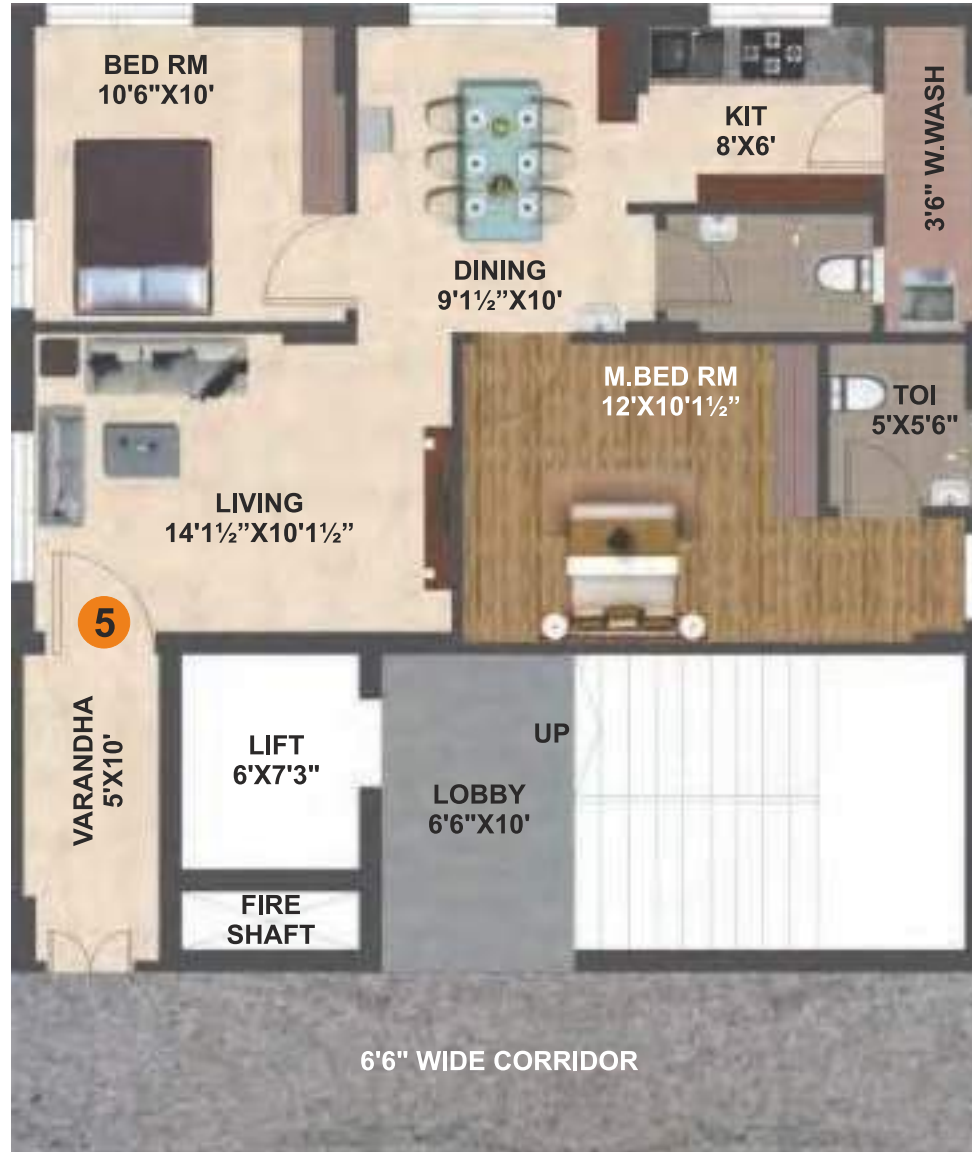 BED RM
10'6"X10'
KIT
8'X6'
3'6" W.WASH
DINING
9'1½”X10'
M.BED RM
12'X10'1½”
TOI
5'X5'6"
LIVING
14'1½”X10'1½”
5
VARANDHA
5'X10'
LIFT
6'X7'3"
UP
LOBBY
6'6"X10'
FIRE
SHAFT
6'6" WIDE CORRIDOR